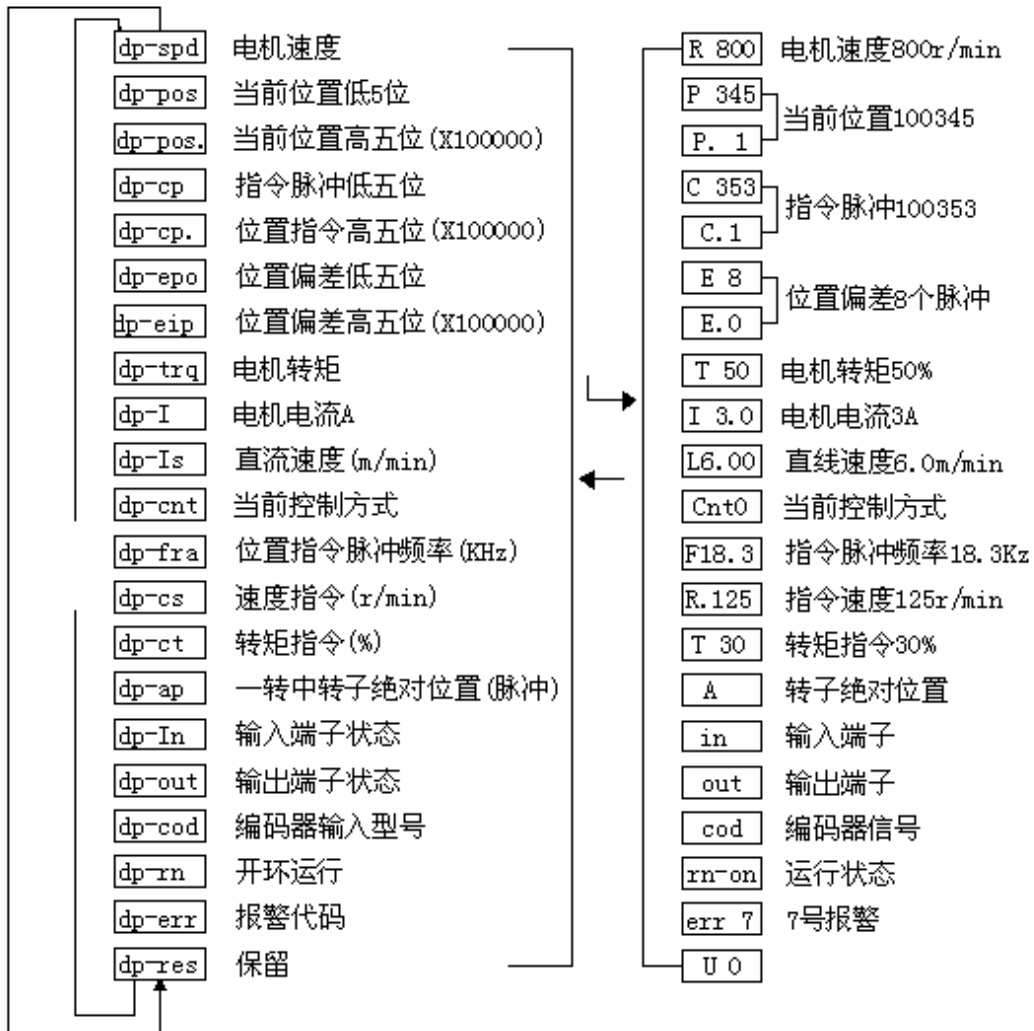 dp-spd 电机速度 R 800 电机速度800r/min
dp-pos 当前位置低5位 P 345
当前位置100345
dp-pos. 当前位置高五位(X100000) P. 1
dp-cp 指令脉冲低五位 C 353
指令脉冲100353
dp-cp. 位置指令高五位(X100000) C.1
dp-epo 位置偏差低五位 E 8
位置偏差8个脉冲
dp-eip 位置偏差高五位(X100000) E.0
dp-trq 电机转矩 T 50 电机转矩50%
dp-I 电机电流A I 3.0 电机电流3A
dp-Is 直流速度(m/min) L6.00 直线速度6.0m/min
dp-cnt 当前控制方式 Cnt0 当前控制方式
dp-fra 位置指令脉冲频率(KHz) F18.3 指令脉冲频率18.3Kz
dp-cs 速度指令(r/min) R.125 指令速度125r/min
dp-ct 转矩指令(%) T 30 转矩指令30%
dp-ap 一转中转子绝对位置(脉冲) A 转子绝对位置
dp-In 输入端子状态 in 输入端子
dp-out 输出端子状态 out 输出端子
dp-cod 编码器输入型号 cod 编码器信号
dp-rn 开环运行 rn-on 运行状态
dp-err 报警代码 err 7 7号报警
dp-res 保留 U 0